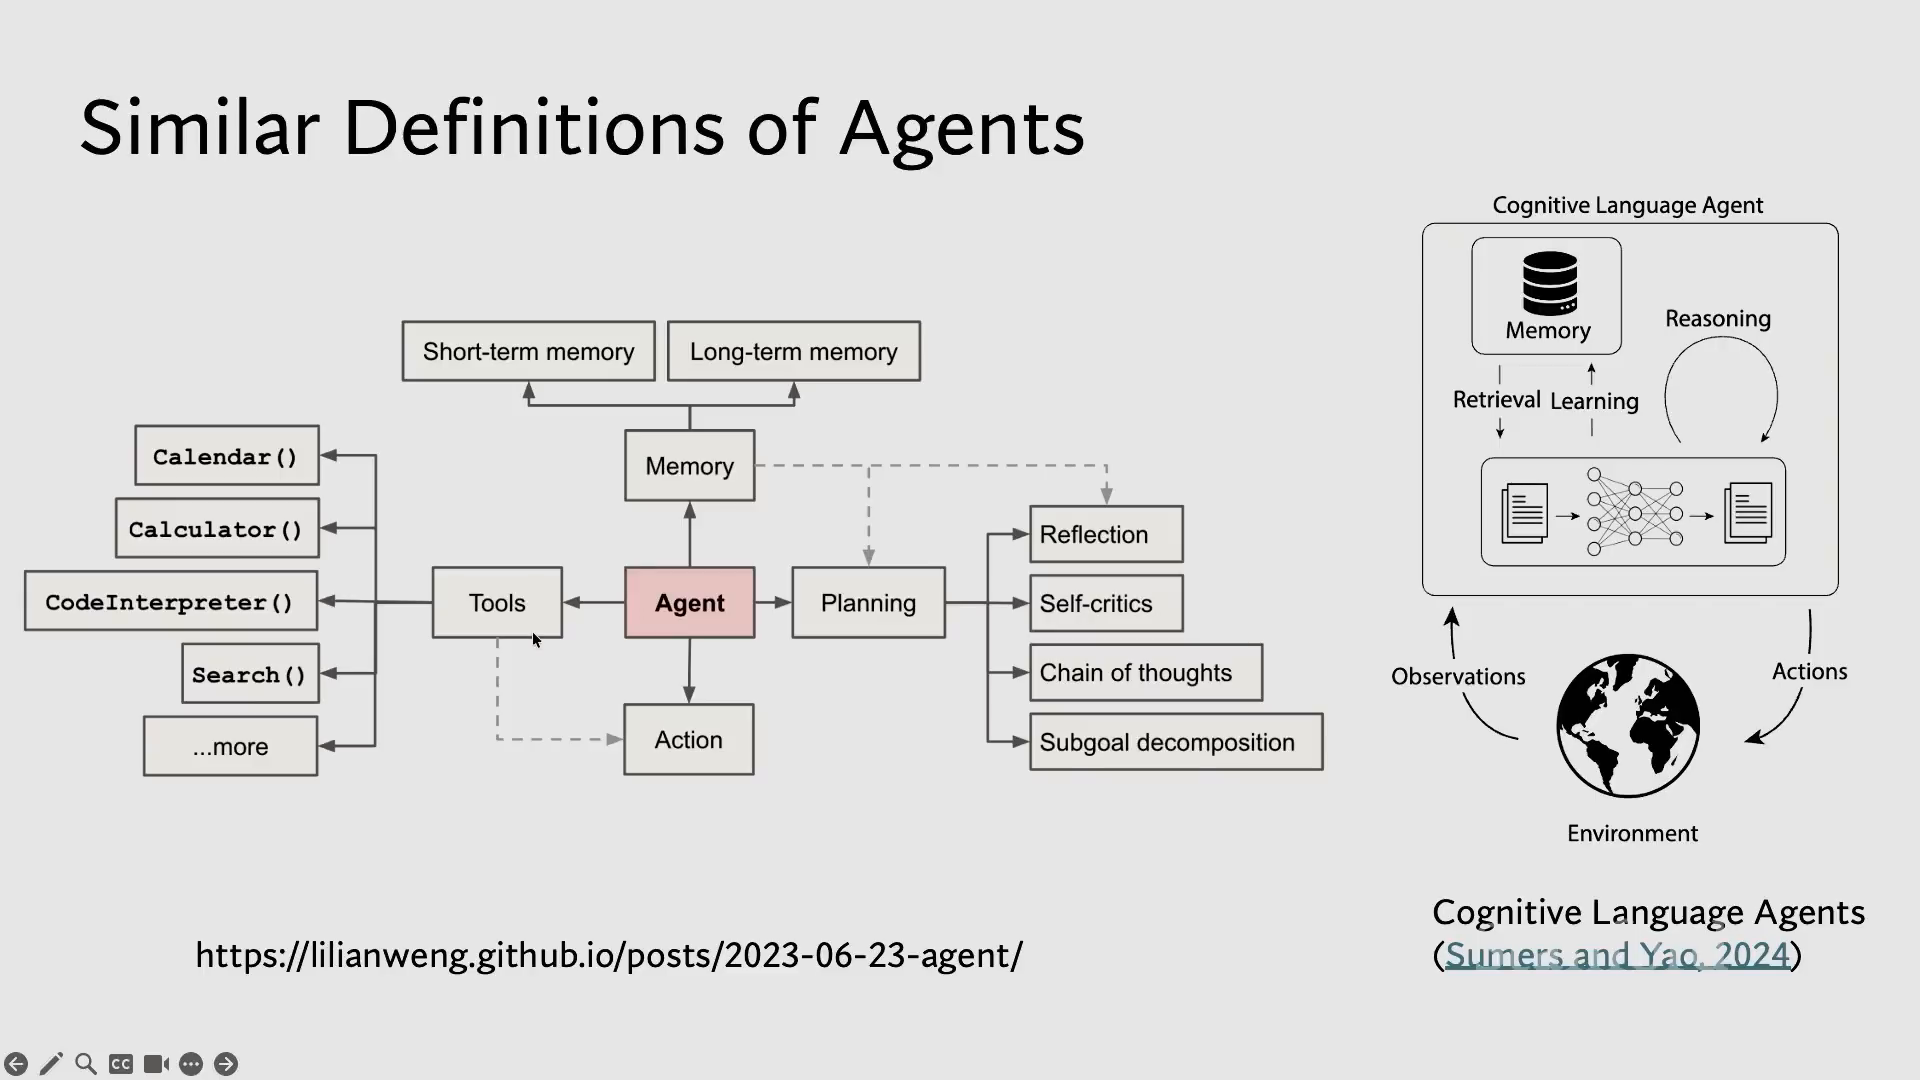 Similar Definitions of Agents
Short-term memory
Long-term memory
Calendar()
Calculator()
CodeInterpreter()
Search()
...more
Tools
Memory
Agent
Action
Planning
Reflection
Self-critics
Chain of thoughts
Subgoal decomposition
https://lilianweng.github.io/posts/2023-06-23-agent/
Cognitive Language Agent
Memory
Reasoning
Retrieval
Learning
Observations
Actions
Environment
Cognitive Language Agents
(Sumers and Yao, 2024)
CC